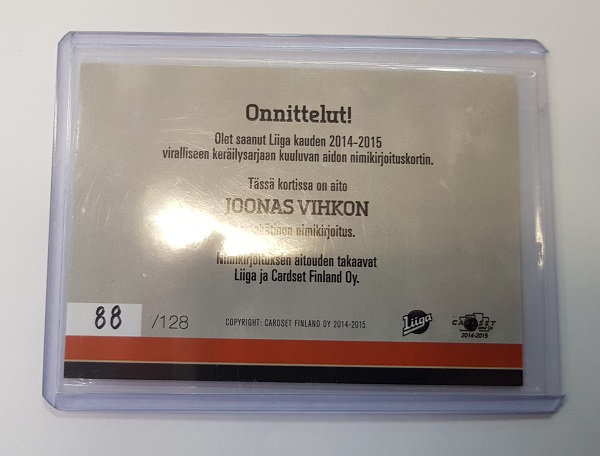 Onnittelut!
Olet saanut Liiga kauden 2014-2015
viralliseen keräilysarjaan kuuluvan aidon nimikirjoituskortin.
Tässä kortissa on aito
JOONAS VIHKON
nimikirjoitus.
Nimikirjoituksen aitouden takaavat
Liiga ja Cardset Finland Oy.
88 /128
COPYRIGHT: CARDSET FINLAND OY 2014-2015
Liiga
CARDSET
2014-2015